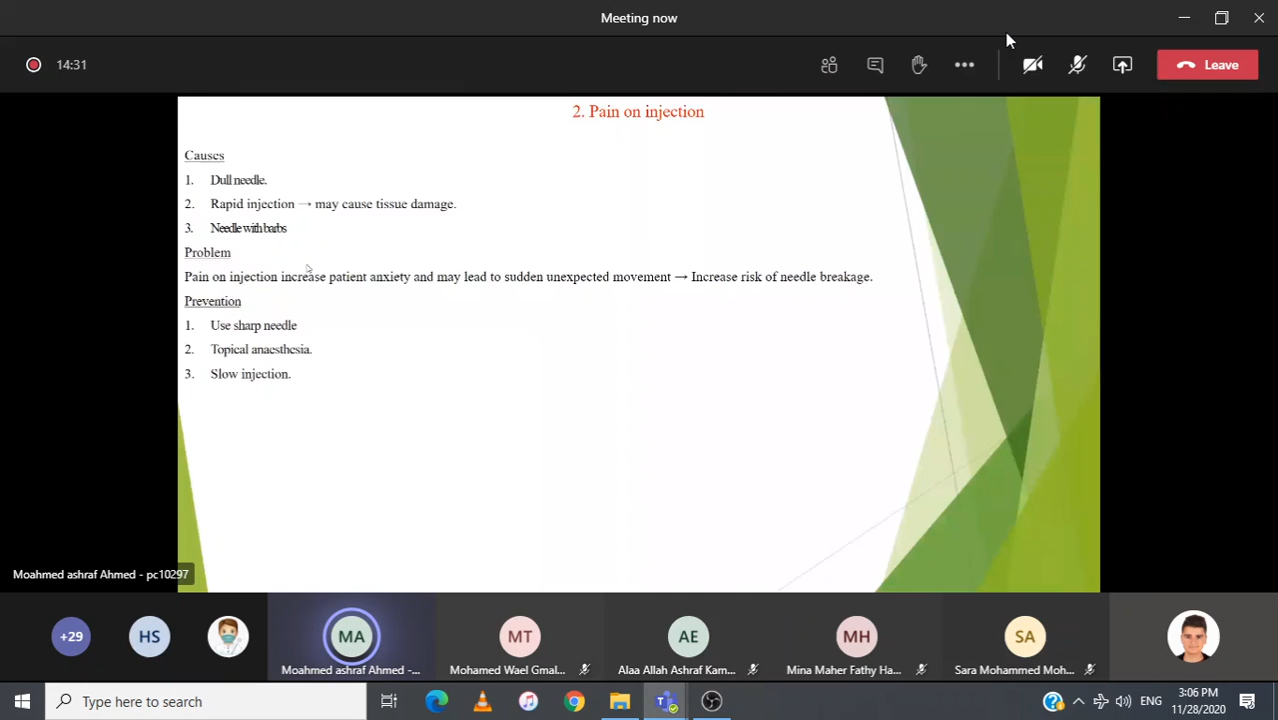 Meeting now
14:31
Leave
2. Pain on injection
Causes
1. Dull needle.
2. Rapid injection → may cause tissue damage.
3. Needle with barbs
Problem
Pain on injection increase patient anxiety and may lead to sudden unexpected movement → Increase risk of needle breakage.
Prevention
1. Use sharp needle
2. Topical anaesthesia.
3. Slow injection.
Moahmed ashraf Ahmed - pc10297
+29
HS
MA
MT
AE
MH
SA
Moahmed ashraf Ahmed -...
Mohamed Wael Gmal...
Alaa Allah Ashraf Kam...
Mina Maher Fathy Ha...
Sara Mohammed Moh...
Type here to search
ENG
3:06 PM
11/28/2020